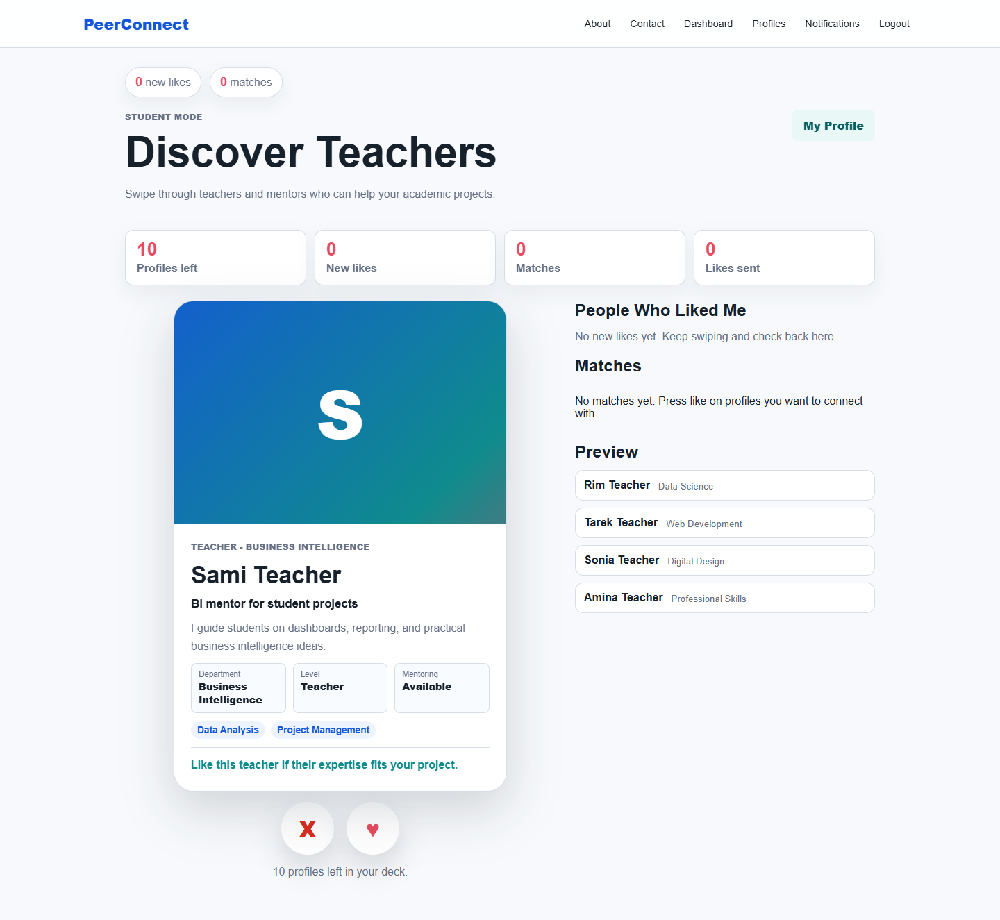 PeerConnect
About Contact Dashboard Profiles Notifications Logout
0 new likes 0 matches
STUDENT MODE
My Profile
Discover Teachers
Swipe through teachers and mentors who can help your academic projects.
10 0 0 0
Profiles left New likes Matches Likes sent
S
TEACHER - BUSINESS INTELLIGENCE
Sami Teacher
BI mentor for student projects
I guide students on dashboards, reporting, and practical
business intelligence ideas.
Department Level Mentoring
Business Teacher Available
Intelligence
Data Analysis Project Management
Like this teacher if their expertise fits your project.
X ♥
10 profiles left in your deck.
People Who Liked Me
No new likes yet. Keep swiping and check back here.
Matches
No matches yet. Press like on profiles you want to connect
with.
Preview
Rim Teacher Data Science
Tarek Teacher Web Development
Sonia Teacher Digital Design
Amina Teacher Professional Skills